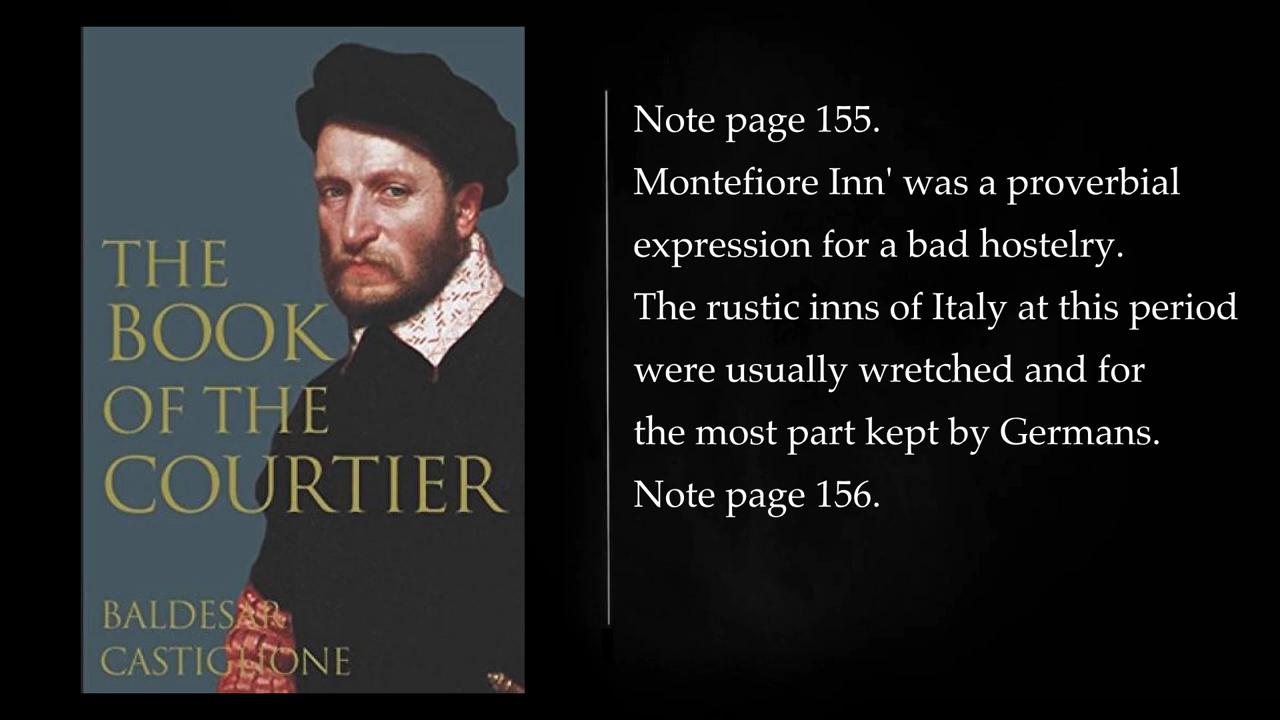 THE
BOOK
OF THE
COURTIER
BALDESAR
CASTIGLIONE
Note page 155.
Montefiore Inn' was a proverbial
expression for a bad hostelry.
The rustic inns of Italy at this period
were usually wretched and for
the most part kept by Germans.
Note page 156.